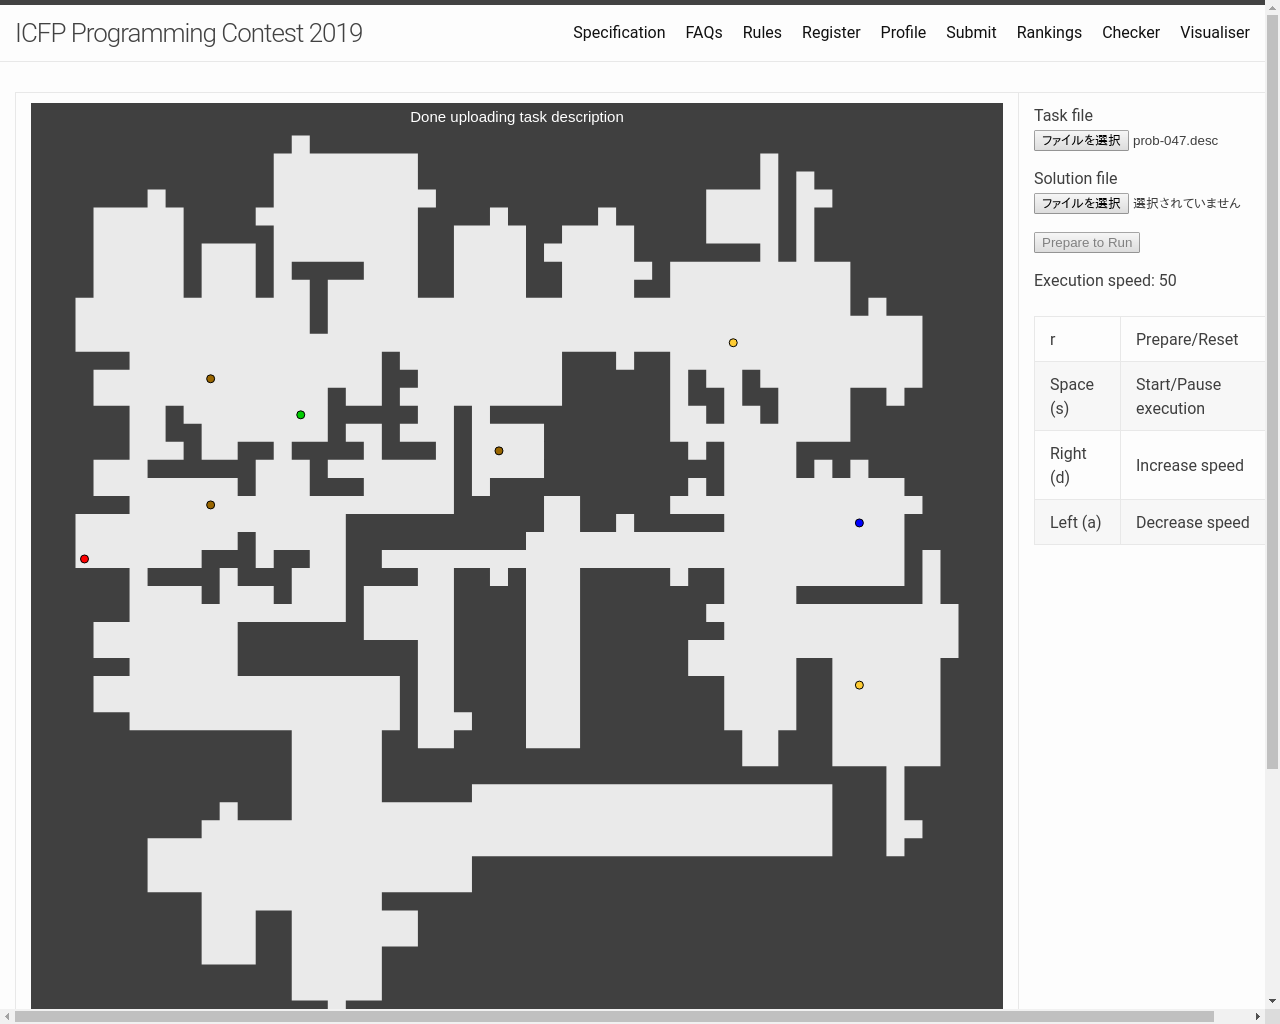 ICFP Programming Contest 2019
Specification FAQs Rules Register Profile Submit Rankings Checker Visualiser
Done uploading task description
Task file
ファイルを選択 prob-047.desc
Solution file
ファイルを選択 選択されていません
Prepare to Run
Execution speed: 50
r Prepare/Reset
Space (s) Start/Pause execution
Right (d) Increase speed
Left (a) Decrease speed